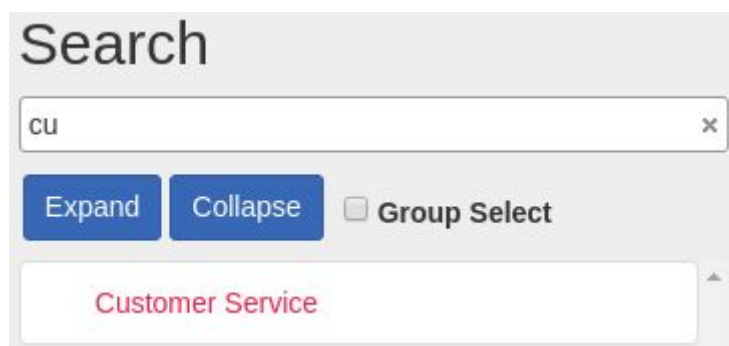 Search
cu ×
Expand Collapse Group Select
Customer Service